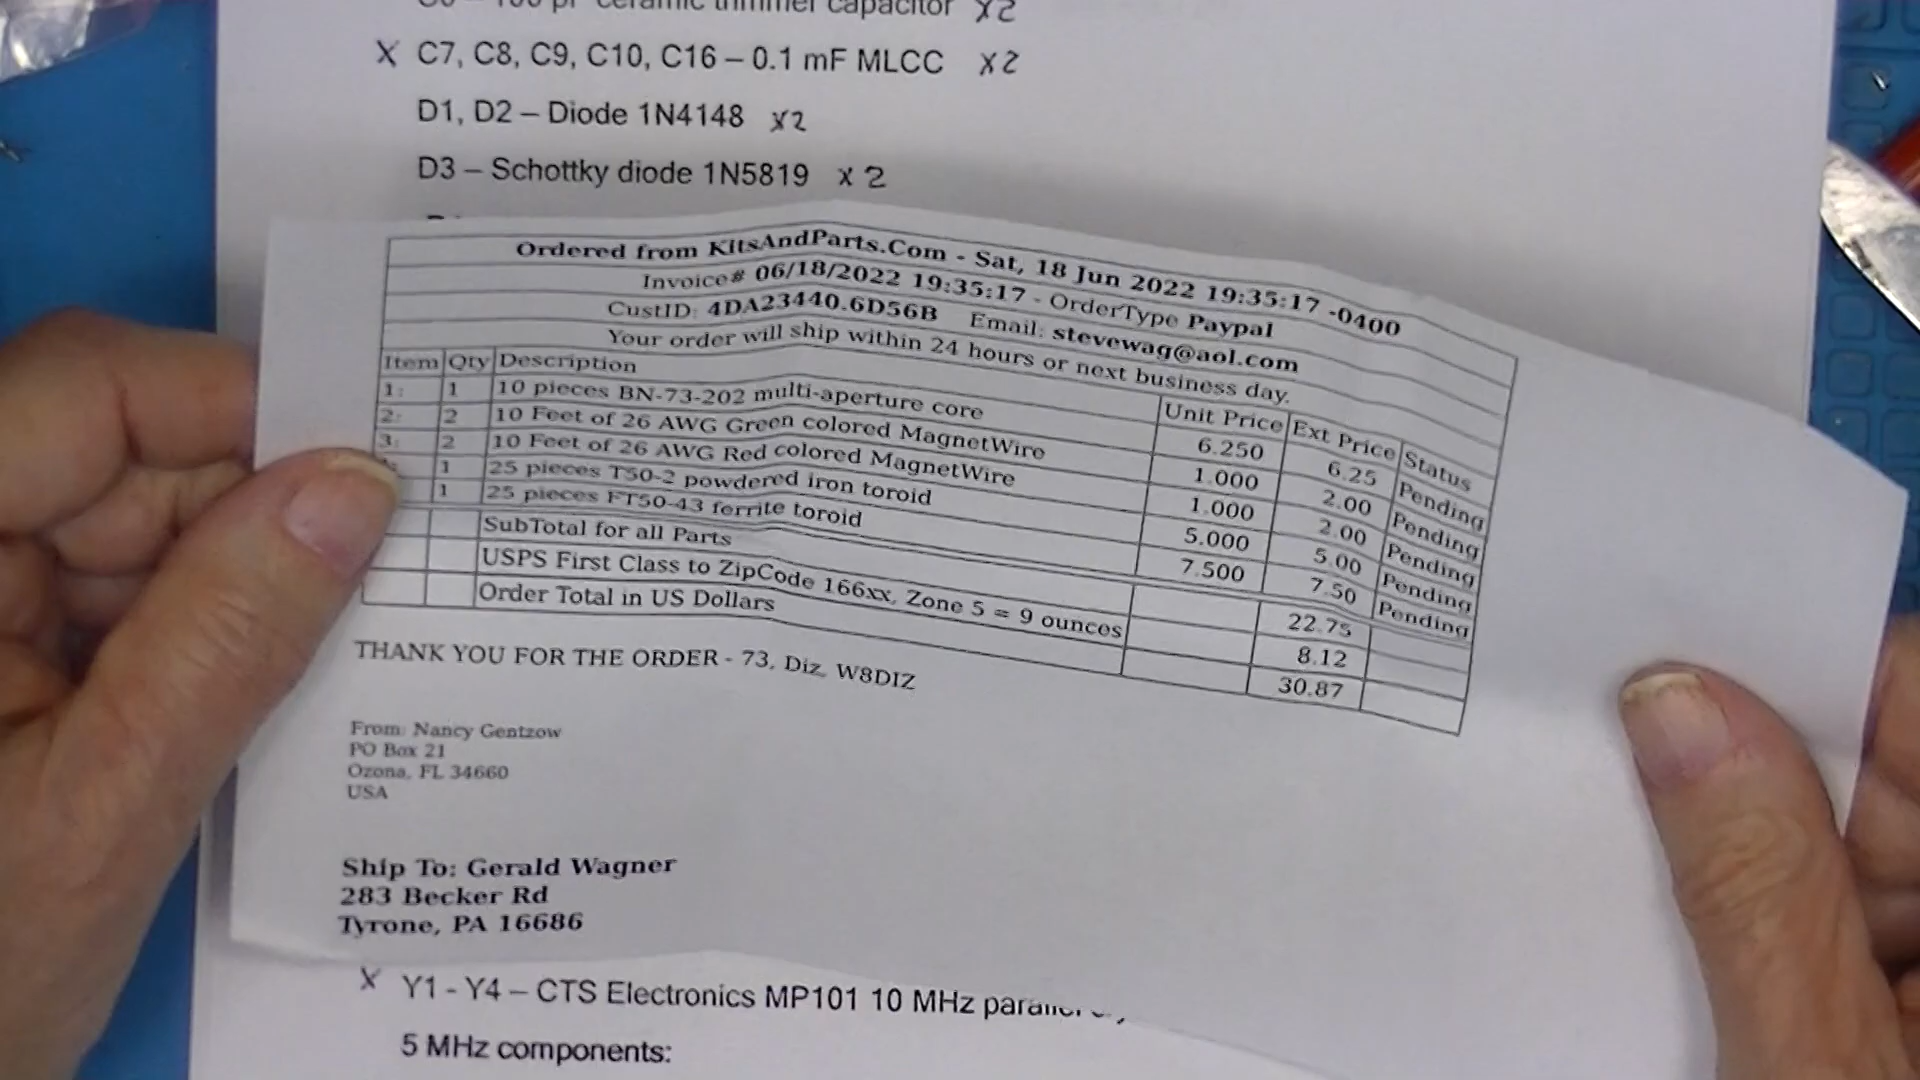 C6 – 100 pF ceramic trimmer capacitor x2
X C7, C8, C9, C10, C16 – 0.1 mF MLCC x2
D1, D2 – Diode 1N4148 x2
D3 – Schottky diode 1N5819 x 2
Ordered from KitsAndParts.Com - Sat, 18 Jun 2022 19:35:17 -0400
Invoice# 06/18/2022 19:35:17 - OrderType Paypal
CustID: 4DA23440.6D56B Email: stevewag@aol.com
Your order will ship within 24 hours or next business day.
Item Qty Description Unit Price Ext Price Status
1: 1 10 pieces BN-73-202 multi-aperture core 6.250 6.25 Pending
2: 2 10 Feet of 26 AWG Green colored MagnetWire 1.000 2.00 Pending
3: 2 10 Feet of 26 AWG Red colored MagnetWire 1.000 2.00 Pending
1 25 pieces T50-2 powdered iron toroid 5.000 5.00 Pending
1 25 pieces FT50-43 ferrite toroid 7.500 7.50 Pending
SubTotal for all Parts 22.75
USPS First Class to ZipCode 166xx, Zone 5 = 9 ounces 8.12
Order Total in US Dollars 30.87
THANK YOU FOR THE ORDER - 73, Diz, W8DIZ
From: Nancy Gentzow
PO Box 21
Ozona, FL 34660
USA
Ship To: Gerald Wagner
283 Becker Rd
Tyrone, PA 16686
X Y1 - Y4 – CTS Electronics MP101 10 MHz parallel
5 MHz components: